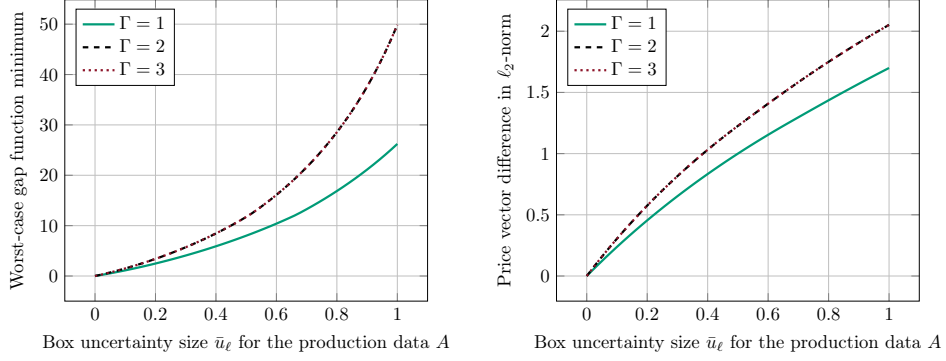 Worst-case gap function minimum
50
40
30
20
10
0
Γ = 1
Γ = 2
Γ = 3
0 0.2 0.4 0.6 0.8 1
Box uncertainty size ū_ℓ for the production data A
Price vector difference in ℓ₂-norm
2
1.5
1
0.5
0
Γ = 1
Γ = 2
Γ = 3
0 0.2 0.4 0.6 0.8 1
Box uncertainty size ū_ℓ for the production data A